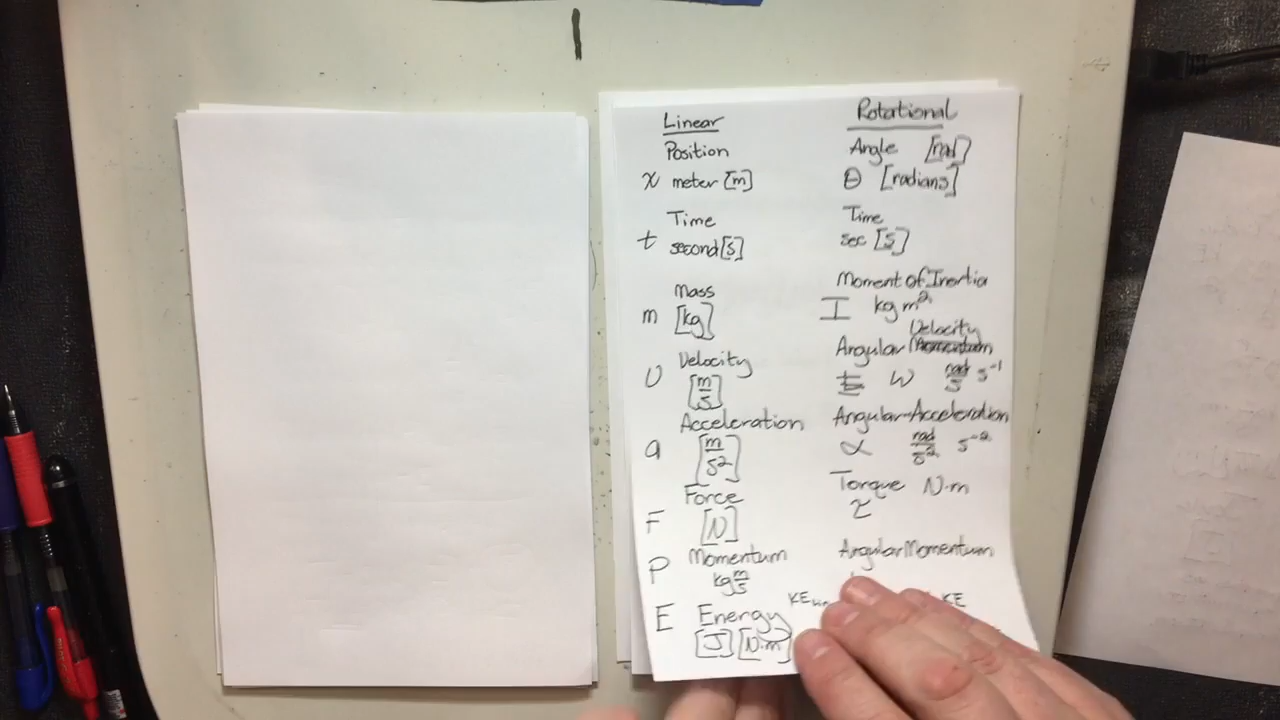 Linear
Position
x meter [m]
Time
t second [s]
Mass
m [kg]
Velocity
v [m/s]
Acceleration
a [m/s²]
Force
F [N]
P Momentum
kg m/s
E Energy
[J] [N·m]
KE
Rotational
Angle [rad]
θ [radians]
Time
sec [s]
Moment of Inertia
I kg m²
Velocity
Angular
ω rad/s s⁻¹
Angular Acceleration
α rad/s² s⁻²
Torque N·m
τ
Angular Momentum
KE